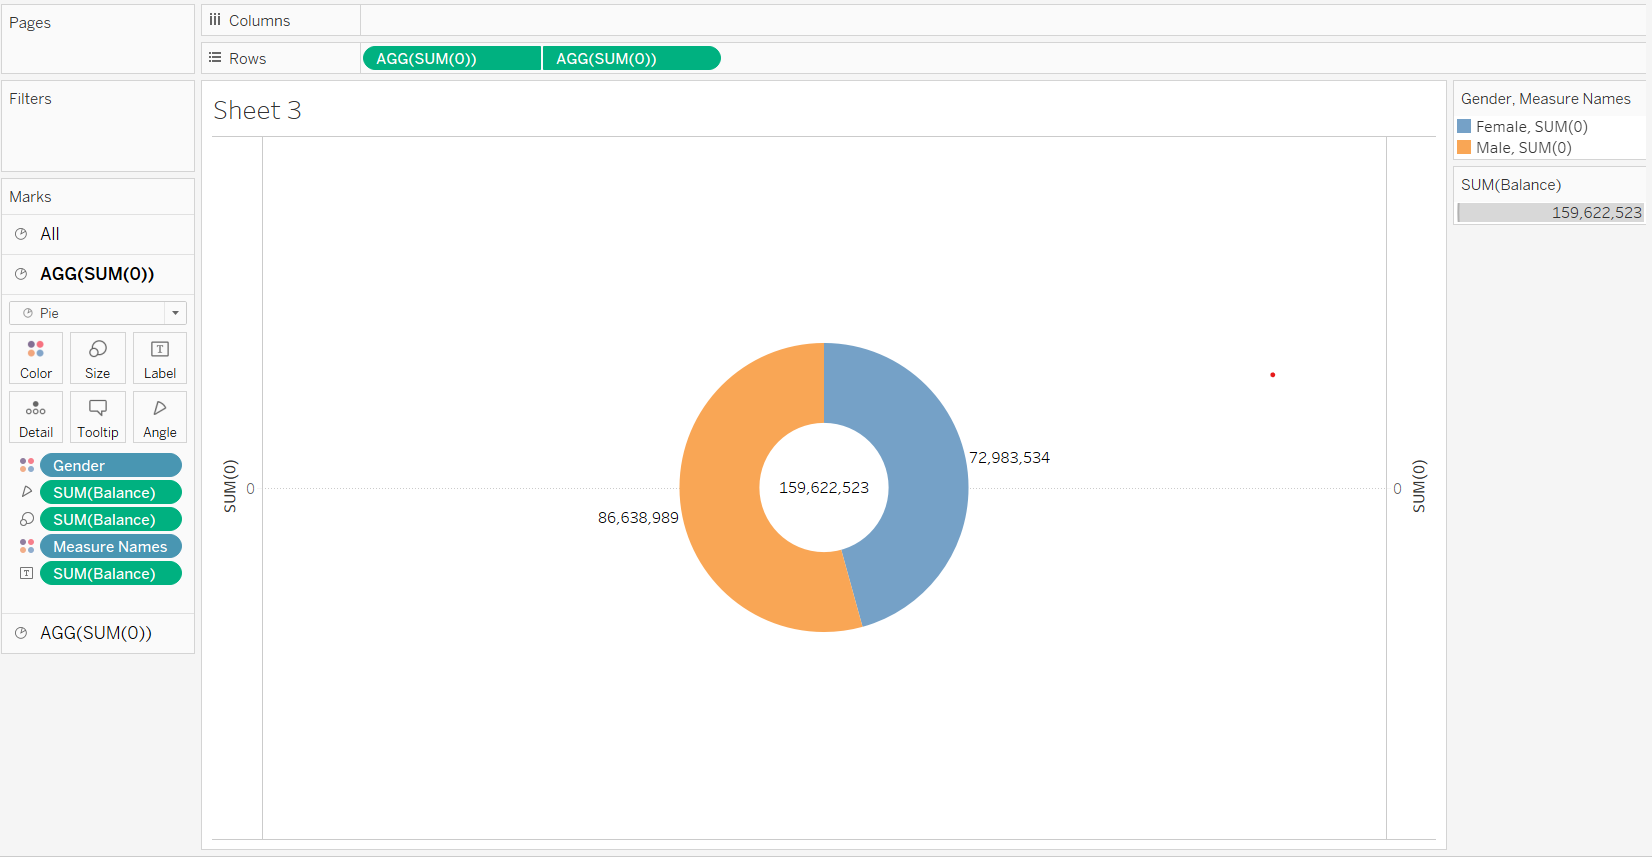 Pages
Columns
Rows
AGG(SUM(0))
AGG(SUM(0))
Filters
Marks
All
AGG(SUM(0))
Pie
Color
Size
Label
Detail
Tooltip
Angle
Gender
SUM(Balance)
SUM(Balance)
Measure Names
SUM(Balance)
AGG(SUM(0))
Sheet 3
SUM(0)
0
86,638,989
159,622,523
72,983,534
0
SUM(0)
Gender, Measure Names
Female, SUM(0)
Male, SUM(0)
SUM(Balance)
159,622,523